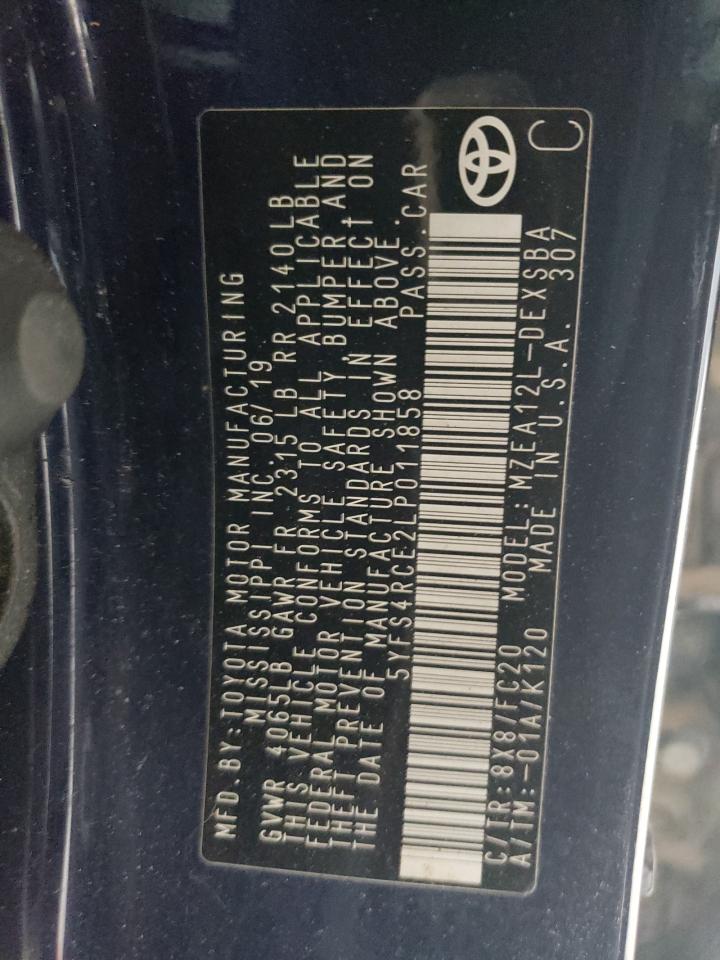 MFD.BY:TOYOTA MOTOR MANUFACTURING
MISSISSIPPI INC. 06/19
GVWR 4065LB GAWR FR 2315 LB RR 2140LB
THIS VEHICLE CONFORMS TO ALL APPLICABLE
FEDERAL MOTOR VEHICLE SAFETY, BUMPER AND
THEFT PREVENTION STANDARDS IN EFFECT ON
THE DATE OF MANUFACTURE SHOWN ABOVE.
5YFS4RCE2LP011858 PASS.CAR
C/TR:8X8/FC20 MODEL:MZEA12L-DEXSBA
A/TM:-01A/K120 MADE IN U.S.A. 307
C